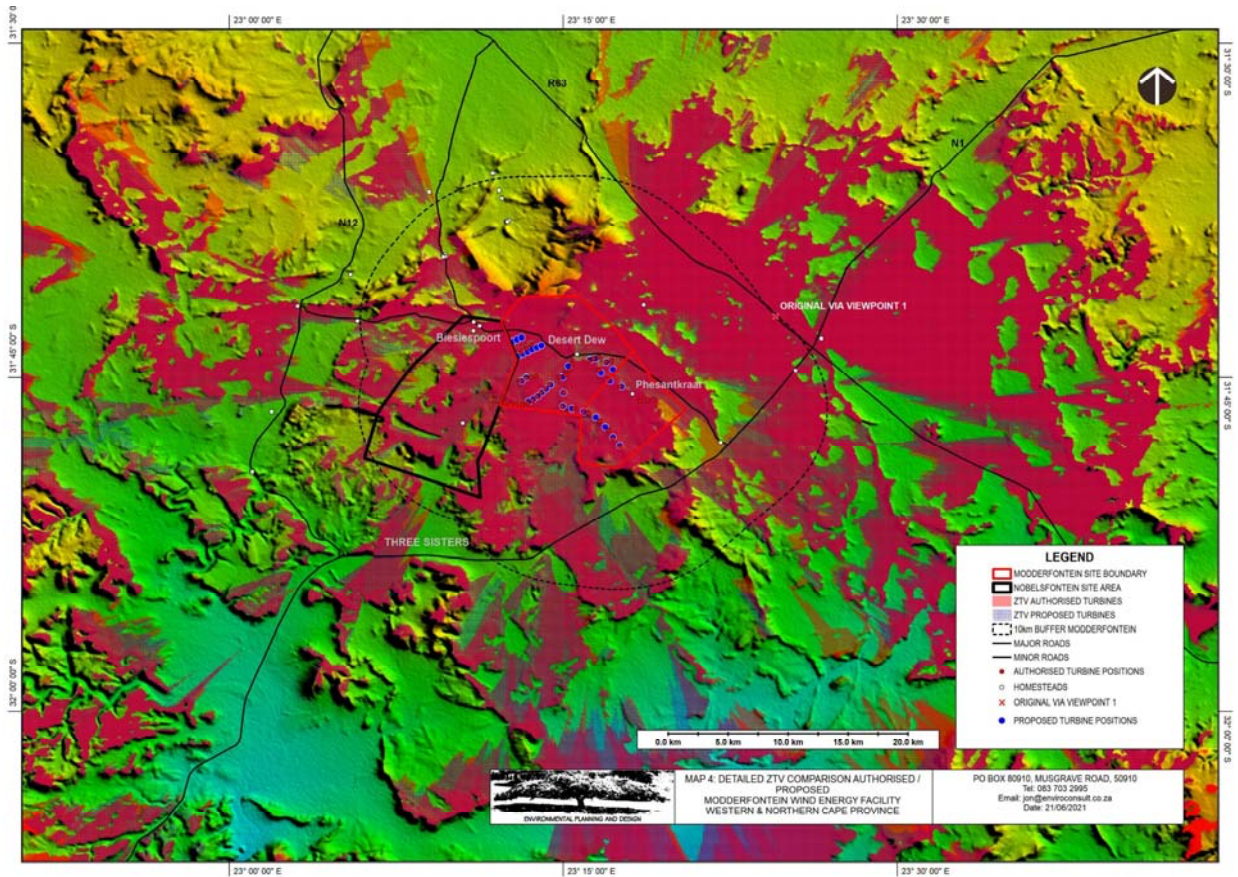 23° 00' 00" E
23° 15' 00" E
23° 30' 00" E
31° 30' 0
31° 30' 00" S
R63
N1
N12
ORIGINAL VIA VIEWPOINT 1
Biesiespoort
Desert Dew
31° 45' 00" S
31° 45' 00" S
Phesantkraal
THREE SISTERS
LEGEND
MODDERFONTEIN SITE BOUNDARY
NOBELSFONTEIN SITE AREA
ZTV AUTHORISED TURBINES
ZTV PROPOSED TURBINES
10km BUFFER MODDERFONTEIN
MAJOR ROADS
MINOR ROADS
AUTHORISED TURBINE POSITIONS
HOMESTEADS
ORIGINAL VIA VIEWPOINT 1
PROPOSED TURBINE POSITIONS
32° 00' 00" S
32° 00' 00" S
0.0 km 5.0 km 10.0 km 15.0 km 20.0 km
ENVIRONMENTAL PLANNING AND DESIGN
MAP 4: DETAILED ZTV COMPARISON AUTHORISED /
PROPOSED
MODDERFONTEIN WIND ENERGY FACILITY
WESTERN & NORTHERN CAPE PROVINCE
PO BOX 80910, MUSGRAVE ROAD, 50910
Tel: 083 703 2995
Email: jon@enviroconsult.co.za
Date: 21/06/2021
23° 00' 00" E
23° 15' 00" E
23° 30' 00" E